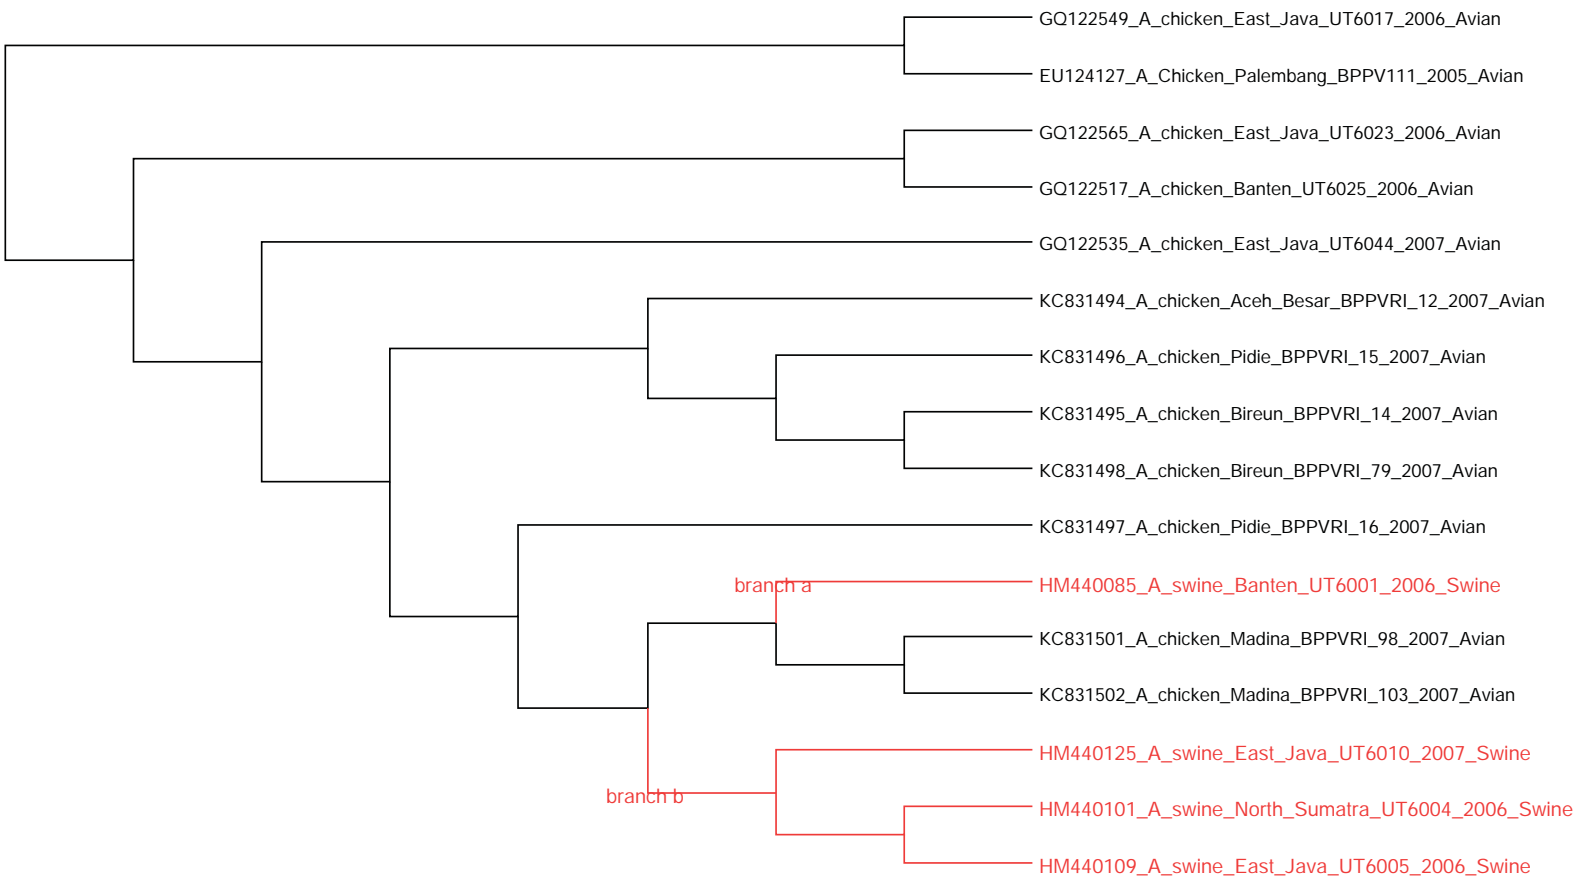 GQ122549_A_chicken_East_Java_UT6017_2006_Avian
EU124127_A_Chicken_Palembang_BPPV111_2005_Avian
GQ122565_A_chicken_East_Java_UT6023_2006_Avian
GQ122517_A_chicken_Banten_UT6025_2006_Avian
GQ122535_A_chicken_East_Java_UT6044_2007_Avian
KC831494_A_chicken_Aceh_Besar_BPPVRI_12_2007_Avian
KC831496_A_chicken_Pidie_BPPVRI_15_2007_Avian
KC831495_A_chicken_Bireun_BPPVRI_14_2007_Avian
KC831498_A_chicken_Bireun_BPPVRI_79_2007_Avian
KC831497_A_chicken_Pidie_BPPVRI_16_2007_Avian
branch a
HM440085_A_swine_Banten_UT6001_2006_Swine
KC831501_A_chicken_Madina_BPPVRI_98_2007_Avian
KC831502_A_chicken_Madina_BPPVRI_103_2007_Avian
HM440125_A_swine_East_Java_UT6010_2007_Swine
branch b
HM440101_A_swine_North_Sumatra_UT6004_2006_Swine
HM440109_A_swine_East_Java_UT6005_2006_Swine